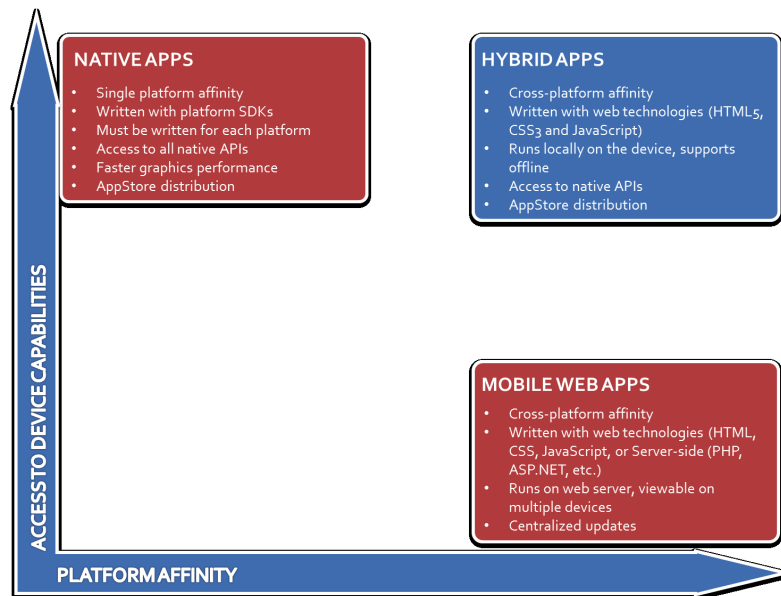 NATIVE APPS
• Single platform affinity
• Written with platform SDKs
• Must be written for each platform
• Access to all native APIs
• Faster graphics performance
• AppStore distribution
HYBRID APPS
• Cross-platform affinity
• Written with web technologies (HTML5,
CSS3 and JavaScript)
• Runs locally on the device, supports
offline
• Access to native APIs
• AppStore distribution
ACCESS TO DEVICE CAPABILITIES
MOBILE WEB APPS
• Cross-platform affinity
• Written with web technologies (HTML,
CSS, JavaScript, or Server-side (PHP,
ASP.NET, etc.)
• Runs on web server, viewable on
multiple devices
• Centralized updates
PLATFORM AFFINITY